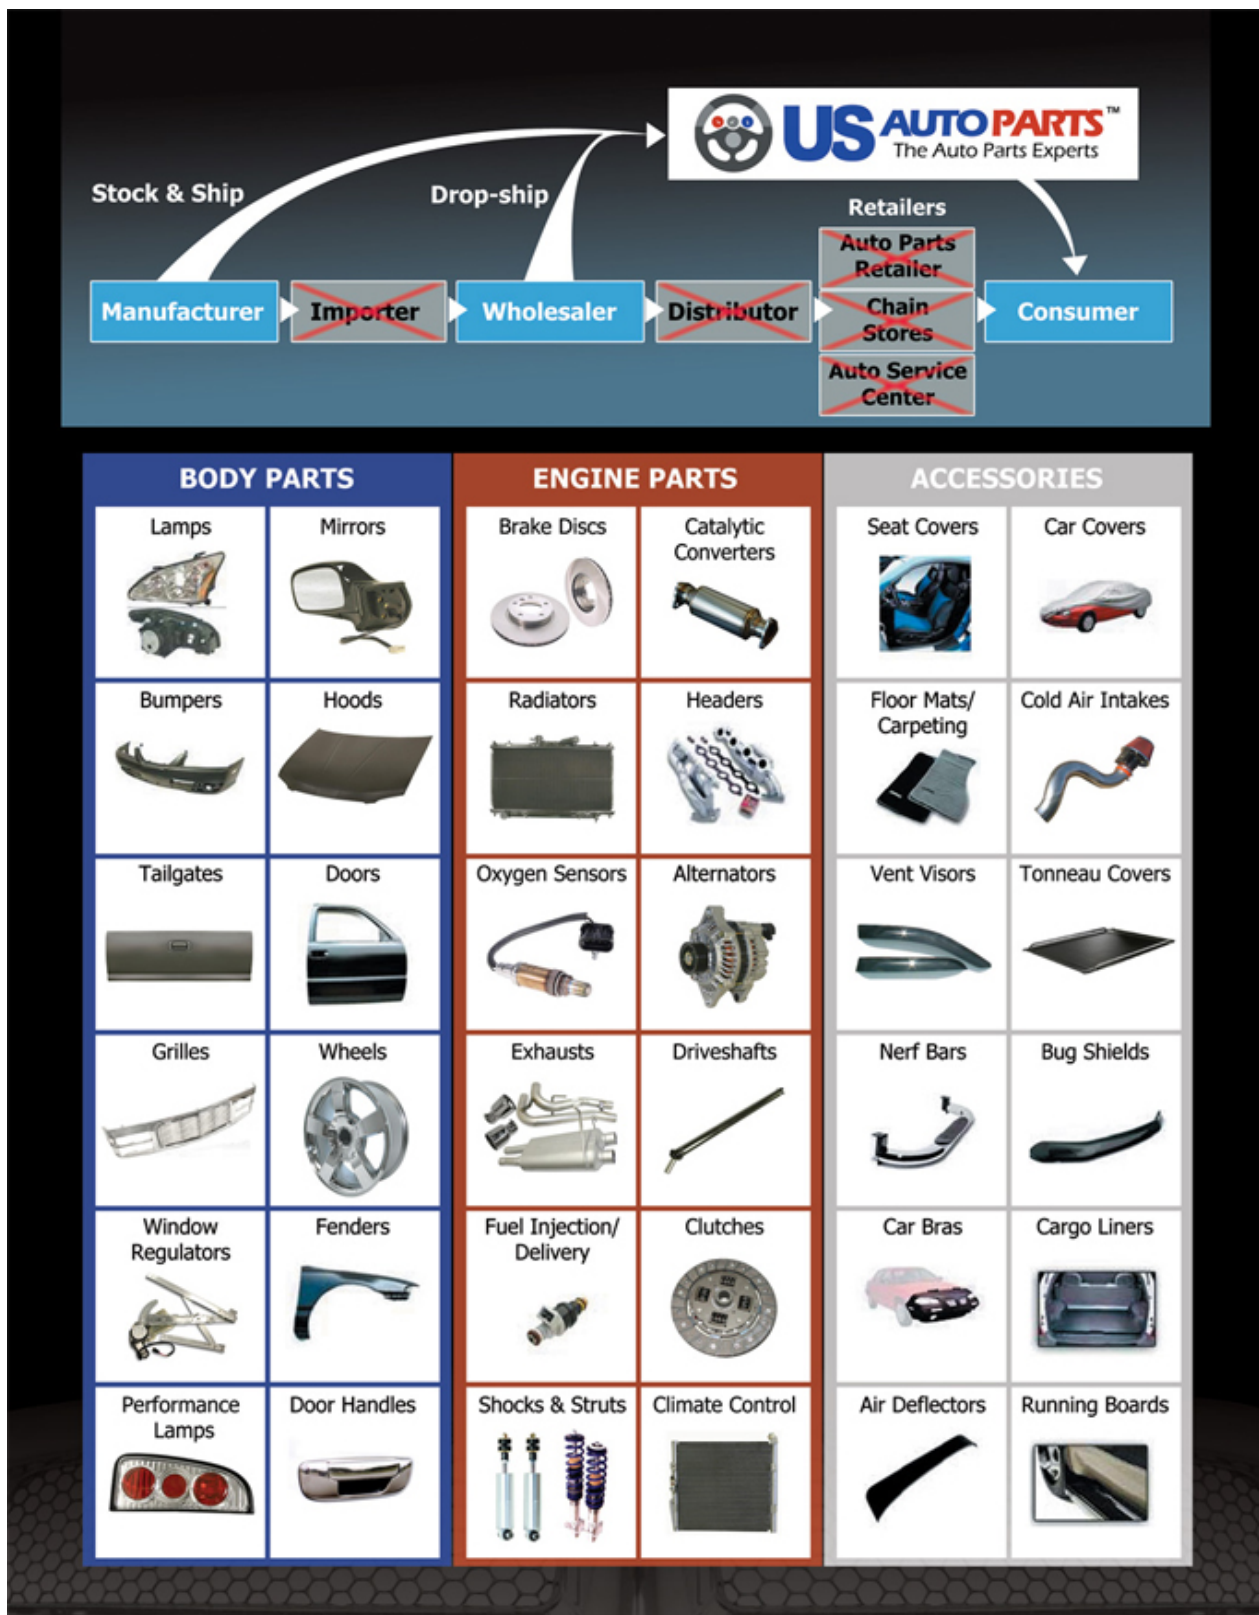 US AUTO PARTS™
The Auto Parts Experts
Stock & Ship
Drop-ship
Retailers
Manufacturer
Importer
Wholesaler
Distributor
Auto Parts
Retailer
Chain
Stores
Auto Service
Center
Consumer
BODY PARTS
ENGINE PARTS
ACCESSORIES
Lamps
Mirrors
Brake Discs
Catalytic
Converters
Seat Covers
Car Covers
Bumpers
Hoods
Radiators
Headers
Floor Mats/
Carpeting
Cold Air Intakes
Tailgates
Doors
Oxygen Sensors
Alternators
Vent Visors
Tonneau Covers
Grilles
Wheels
Exhausts
Driveshafts
Nerf Bars
Bug Shields
Window
Regulators
Fenders
Fuel Injection/
Delivery
Clutches
Car Bras
Cargo Liners
Performance
Lamps
Door Handles
Shocks & Struts
Climate Control
Air Deflectors
Running Boards